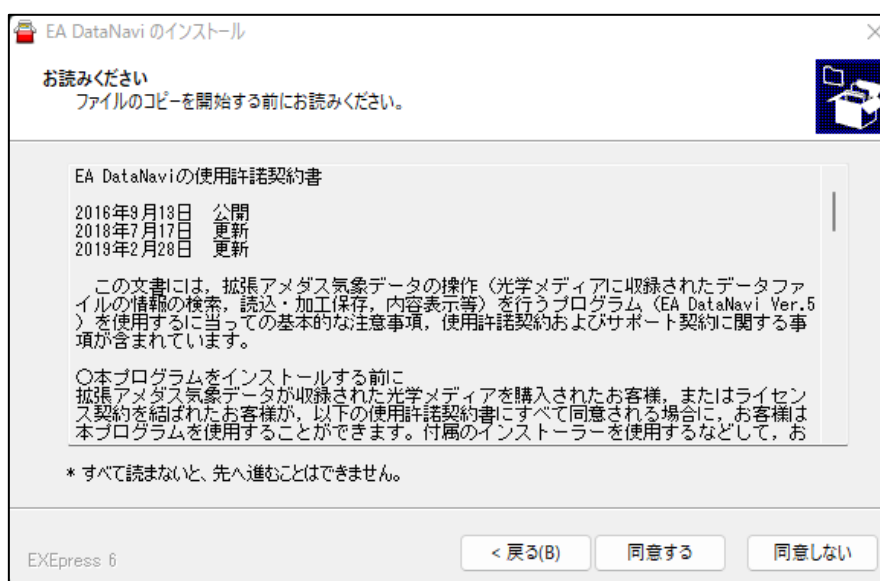 EA DataNavi のインストール
お読みください
ファイルのコピーを開始する前にお読みください。
EA DataNaviの使用許諾契約書
2016年9月13日　公開
2018年7月17日　更新
2019年2月28日　更新
　この文書には，拡張アメダス気象データの操作（光学メディアに収録されたデータファ
イルの情報の検索，読込・加工保存，内容表示等）を行うプログラム（EA DataNavi Ver.5
）を使用するに当っての基本的な注意事項，使用許諾契約およびサポート契約に関する事
項が含まれています。
○本プログラムをインストールする前に
拡張アメダス気象データが収録された光学メディアを購入されたお客様，またはライセン
ス契約を結ばれたお客様が，以下の使用許諾契約書にすべて同意される場合に，お客様は
本プログラムを使用することができます。付属のインストーラーを使用するなどして，お
* すべて読まないと、先へ進むことはできません。
EXEpress 6
< 戻る(B)
同意する
同意しない